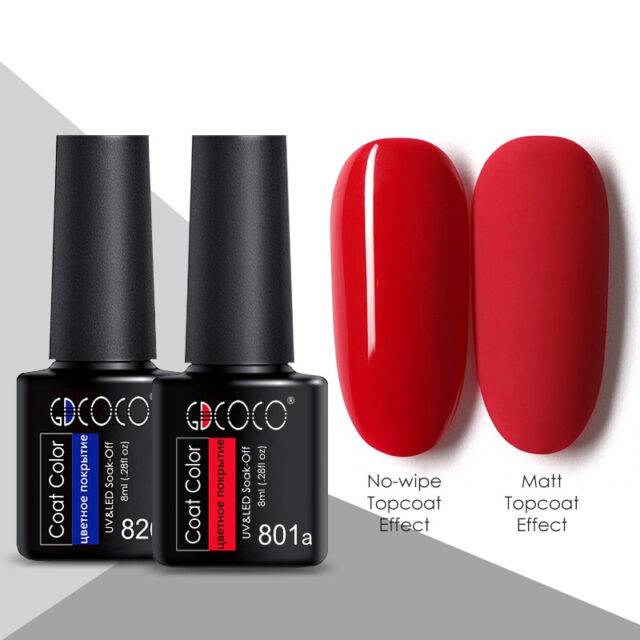 GDCOCO
Coat Color
цветное покрытие
UV&LED Soak-Off
8ml (.28fl oz)
GDCOCO®
Coat Color
цветное покрытие
UV&LED Soak-Off
8ml (.28fl oz)
801a
No-wipe
Topcoat
Effect
Matt
Topcoat
Effect